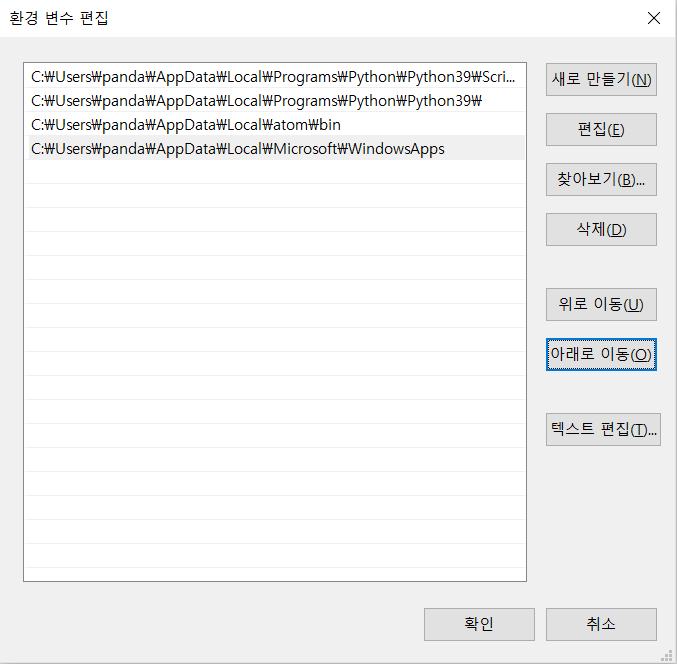 환경 변수 편집
C:₩Users₩panda₩AppData₩Local₩Programs₩Python₩Python39₩Scri...
C:₩Users₩panda₩AppData₩Local₩Programs₩Python₩Python39₩
C:₩Users₩panda₩AppData₩Local₩atom₩bin
C:₩Users₩panda₩AppData₩Local₩Microsoft₩WindowsApps
새로 만들기(N)
편집(E)
찾아보기(B)...
삭제(D)
위로 이동(U)
아래로 이동(O)
텍스트 편집(T)...
확인
취소